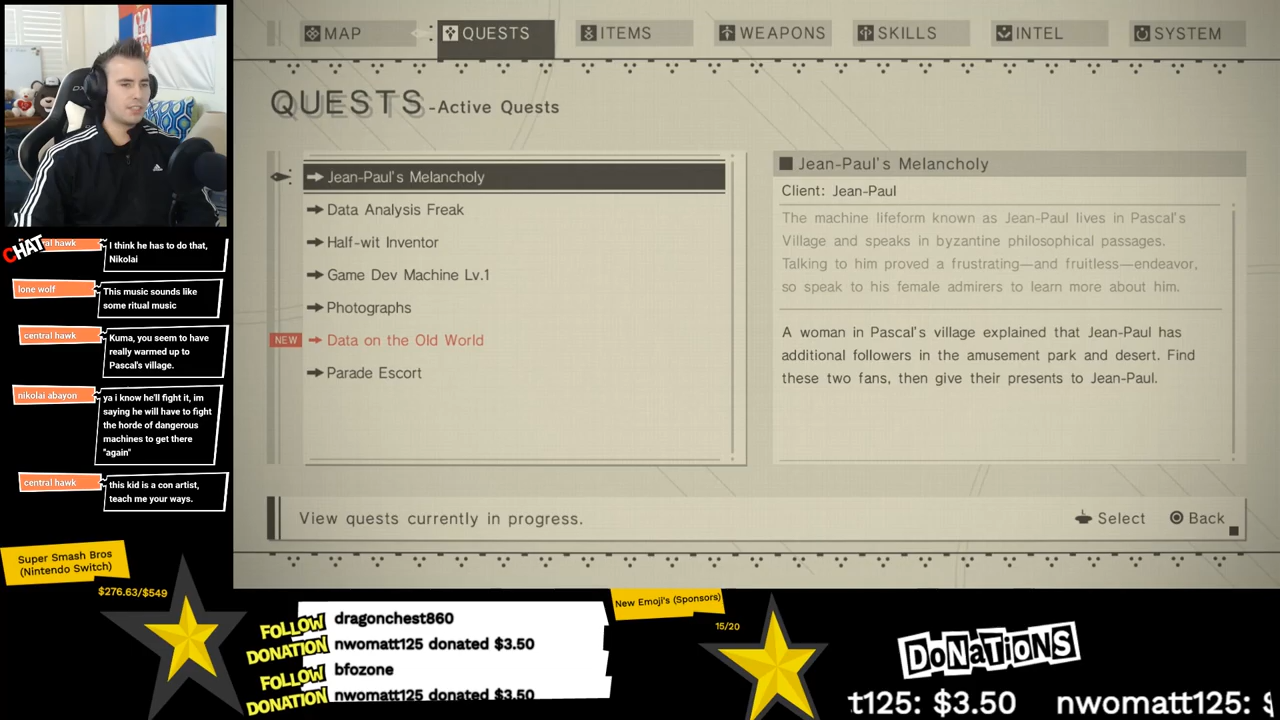 MAP
QUESTS
ITEMS
WEAPONS
SKILLS
INTEL
SYSTEM
QUESTS -Active Quests
Jean-Paul's Melancholy
Data Analysis Freak
Half-wit Inventor
Game Dev Machine Lv.1
Photographs
NEW Data on the Old World
Parade Escort
Jean-Paul's Melancholy
Client: Jean-Paul
The machine lifeform known as Jean-Paul lives in Pascal's
Village and speaks in byzantine philosophical passages.
Talking to him proved a frustrating—and fruitless—endeavor,
so speak to his female admirers to learn more about him.
A woman in Pascal's village explained that Jean-Paul has
additional followers in the amusement park and desert. Find
these two fans, then give their presents to Jean-Paul.
View quests currently in progress.
Select
Back
CHAT
hawk
I think he has to do that,
Nikolai
lone wolf
This music sounds like
some ritual music
central hawk
Kuma, you seem to have
really warmed up to
Pascal's village.
nikolai abayon
ya i know he'll fight it, im
saying he will have to fight
the horde of dangerous
machines to get there
"again"
central hawk
this kid is a con artist,
teach me your ways.
Super Smash Bros
(Nintendo Switch)
$276.63/$549
FOLLOW dragonchest860
DONATION nwomatt125 donated $3.50
FOLLOW bfozone
DONATION nwomatt125 donated $3.50
New Emoji's (Sponsors)
15/20
DONATIONS
t125: $3.50 nwomatt125: $
adidas